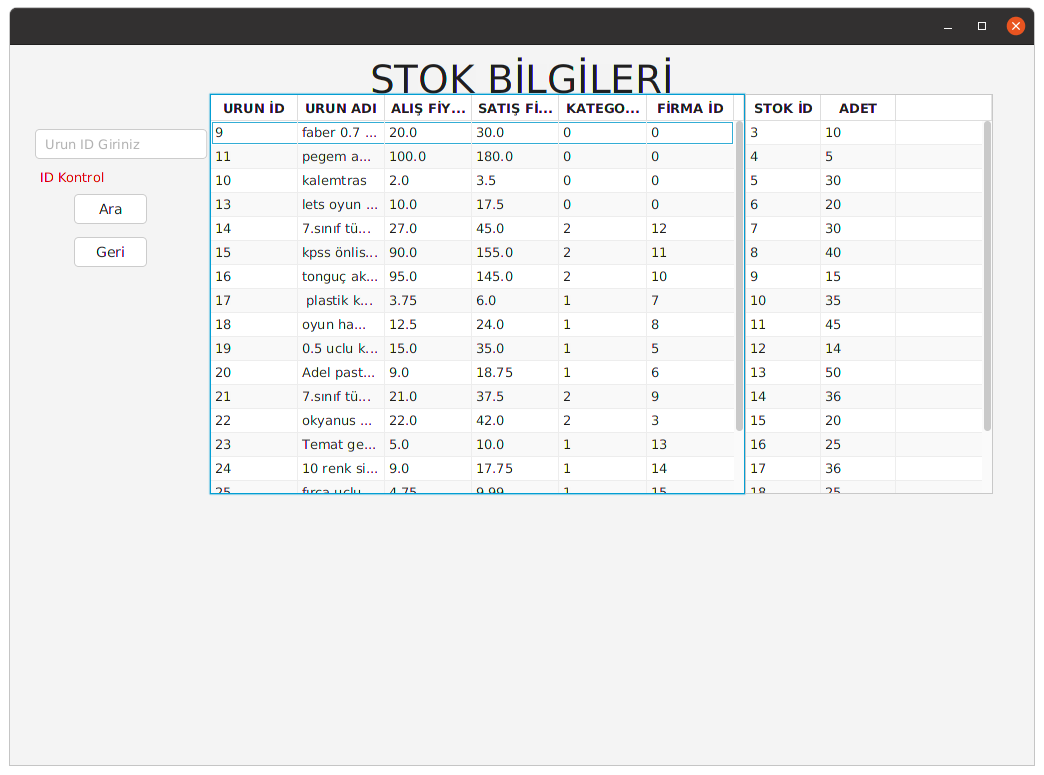 STOK BİLGİLERİ
URUN İD URUN ADI ALIŞ FİY... SATIŞ Fİ... KATEGO... FİRMA İD STOK İD ADET
9 faber 0.7 ... 20.0 30.0 0 0 3 10
Urun ID Giriniz
11 pegem a... 100.0 180.0 0 0 4 5
ID Kontrol
10 kalemtras 2.0 3.5 0 0 5 30
Ara
13 lets oyun ... 10.0 17.5 0 0 6 20
14 7.sınıf tü... 27.0 45.0 2 12 7 30
Geri
15 kpss önlis... 90.0 155.0 2 11 8 40
16 tonguç ak... 95.0 145.0 2 10 9 15
17 plastik k... 3.75 6.0 1 7 10 35
18 oyun ha... 12.5 24.0 1 8 11 45
19 0.5 uclu k... 15.0 35.0 1 5 12 14
20 Adel past... 9.0 18.75 1 6 13 50
21 7.sınıf tü... 21.0 37.5 2 9 14 36
22 okyanus ... 22.0 42.0 2 3 15 20
23 Temat ge... 5.0 10.0 1 13 16 25
24 10 renk si... 9.0 17.75 1 14 17 36
25 fırça uclu... 4.75 9.99 1 15 18 25